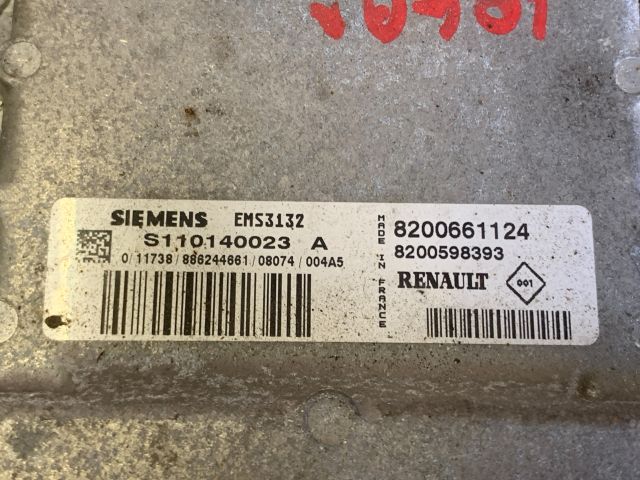 SIEMENS EMS3132
S110140023 A
0/11738/886244661/08074/004A5
MADE IN FRANCE
8200661124
8200598393
RENAULT 001